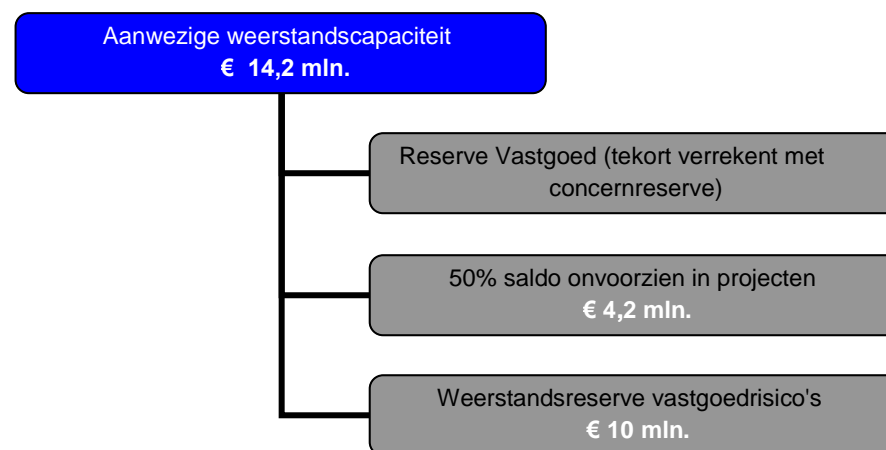 Aanwezige weerstandscapaciteit
€ 14,2 mln.
Reserve Vastgoed (tekort verrekent met
concernreserve)
50% saldo onvoorzien in projecten
€ 4,2 mln.
Weerstandsreserve vastgoedrisico's
€ 10 mln.